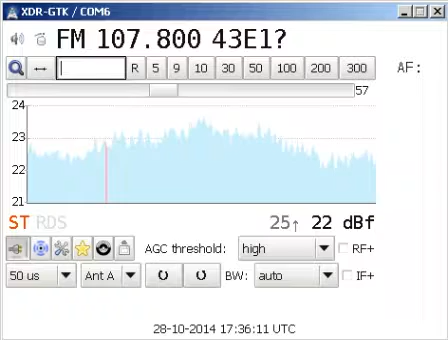 XDR-GTK / COM6
FM 107.800 43E1?
R 5 9 10 30 50 100 200 300 AF:
57
24
23
22
21
ST RDS 25↑ 22 dBf
AGC threshold: high RF+
50 us Ant A BW: auto IF+
28-10-2014 17:36:11 UTC